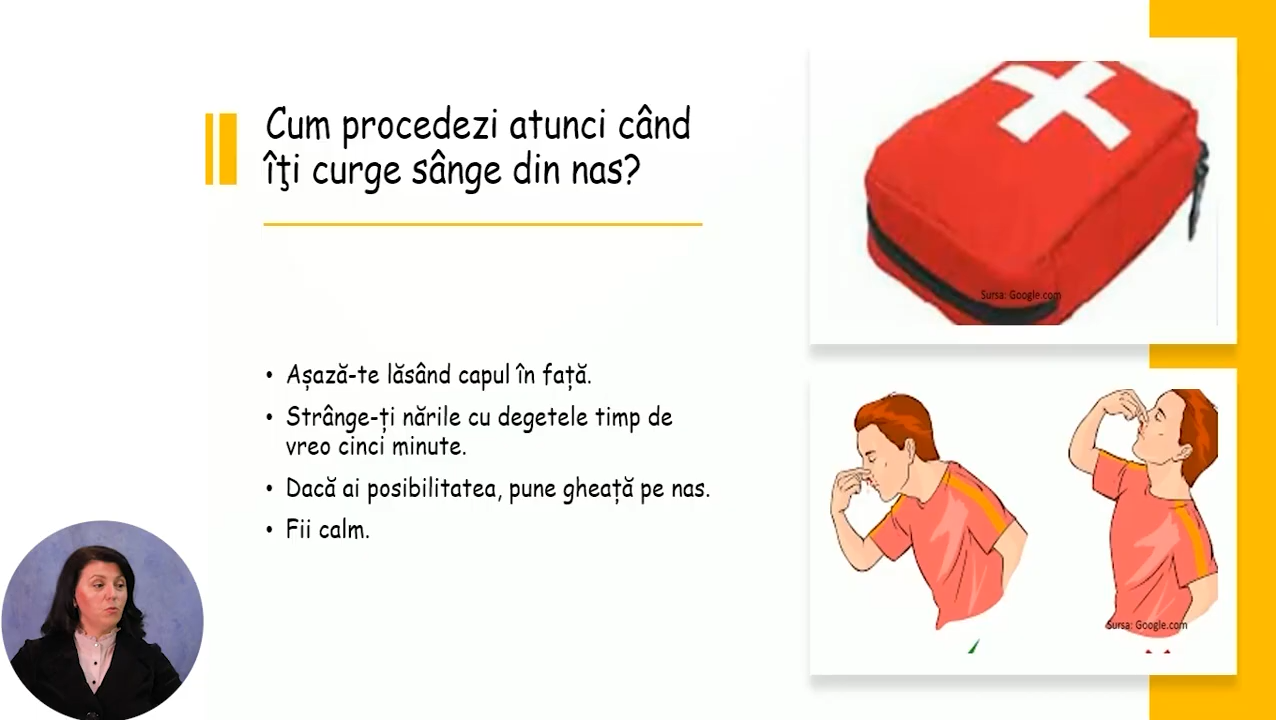 Cum procedezi atunci când
îţi curge sânge din nas?
• Așază-te lăsând capul în față.
• Strânge-ți nările cu degetele timp de
vreo cinci minute.
• Dacă ai posibilitatea, pune gheață pe nas.
• Fii calm.
Sursa: Google.com
Sursa: Google.com